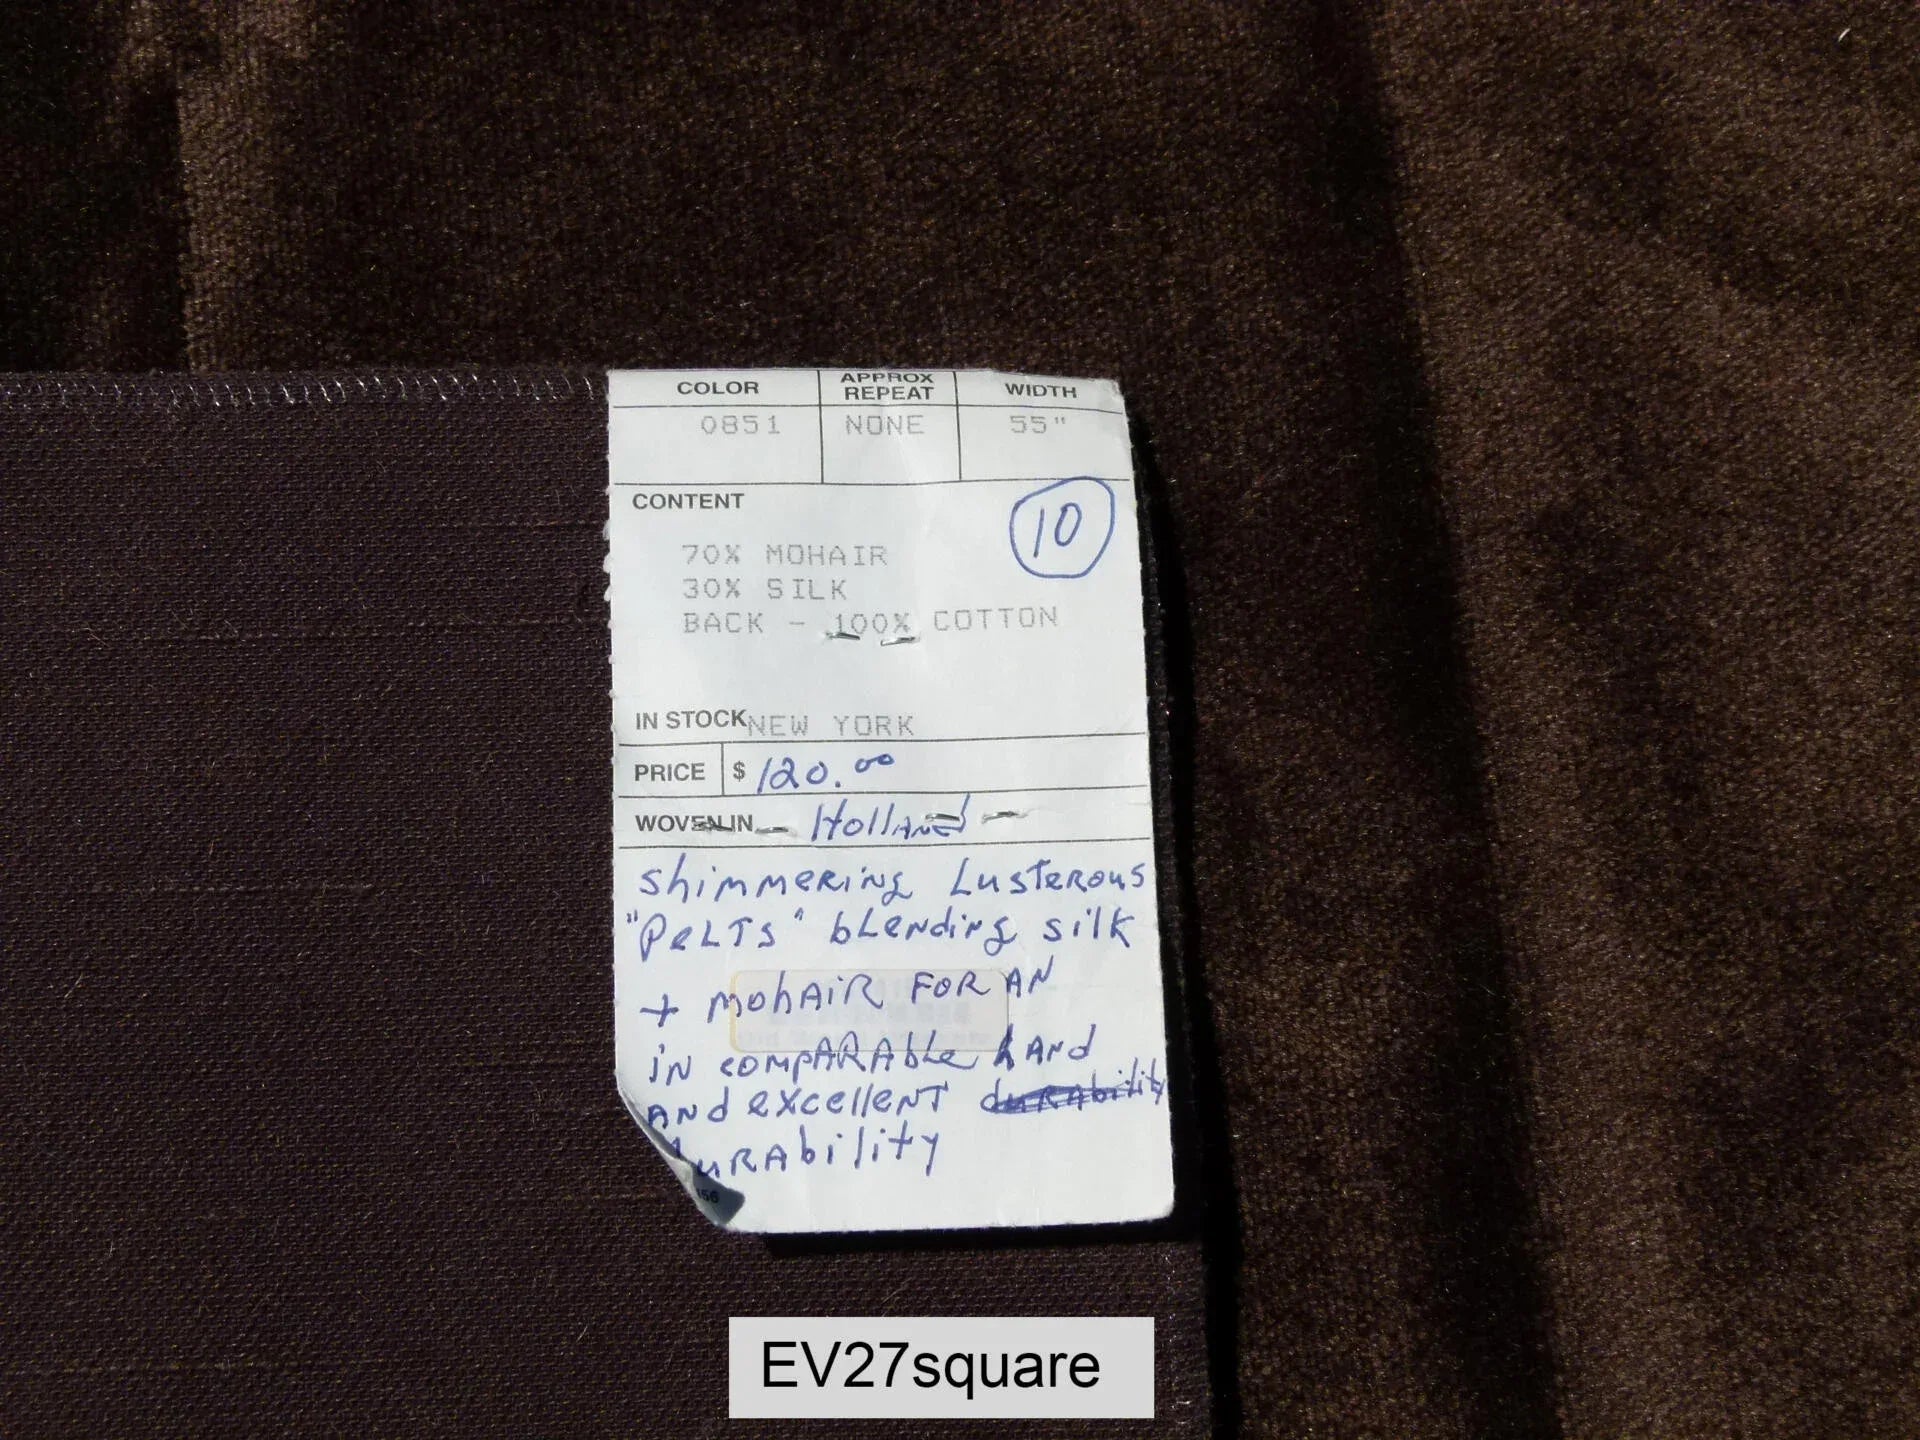 COLOR APPROX REPEAT WIDTH
0851 NONE 55"
CONTENT
10
70% MOHAIR
30% SILK
BACK - 100% COTTON
IN STOCK NEW YORK
PRICE $ 120.00
WOVEN IN Holland
shimmering Lusterous
"Pelts" blending silk
+ mohair for an
in comparable hand
and excellent durability
durability
156
EV27square